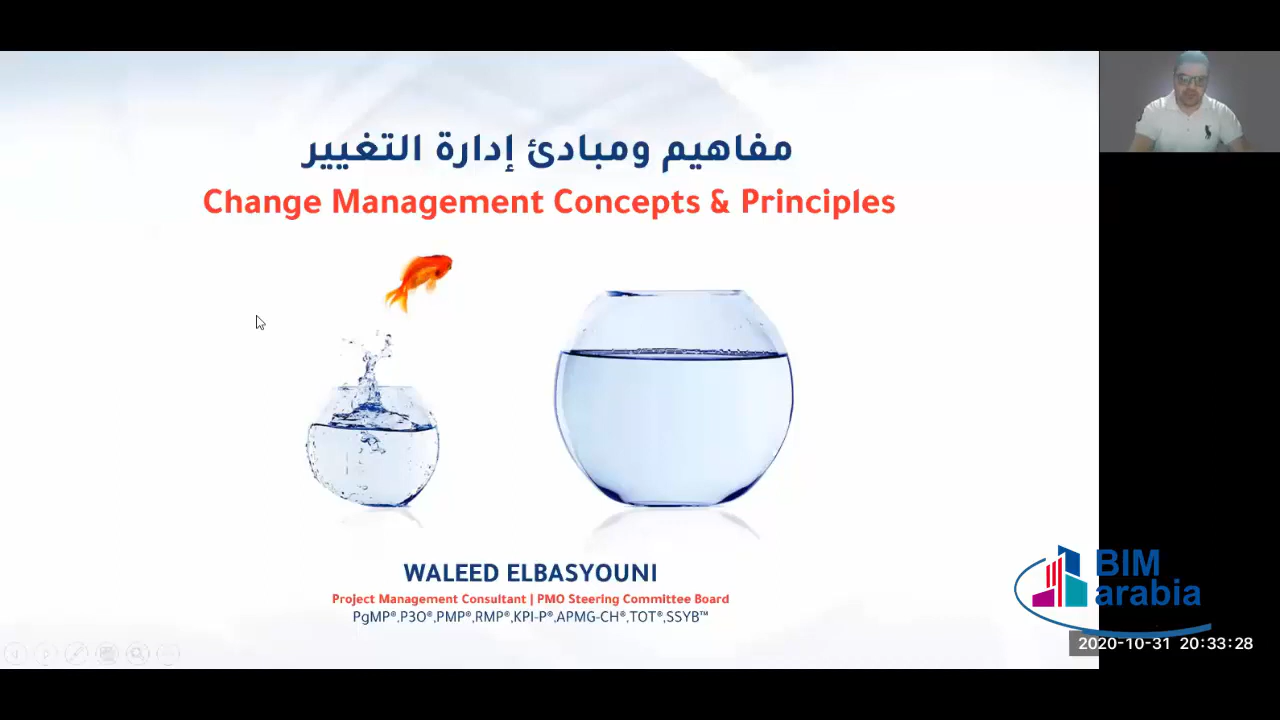 مفاهيم ومبادئ إدارة التغيير
Change Management Concepts & Principles
WALEED ELBASYOUNI
Project Management Consultant | PMO Steering Committee Board
PgMP®,P3O®,PMP®,RMP®,KPI-P®,APMG-CH®,TOT®,SSYB™
BIM
arabia
2020-10-31 20:33:28